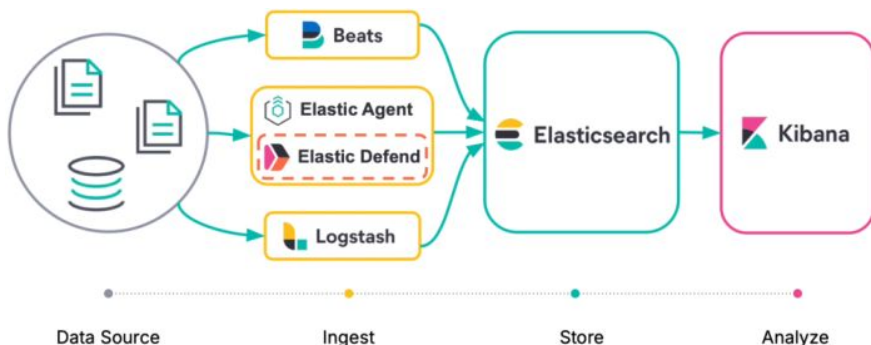 Beats
Elastic Agent
Elastic Defend
Logstash
Elasticsearch
Kibana
Data Source
Ingest
Store
Analyze